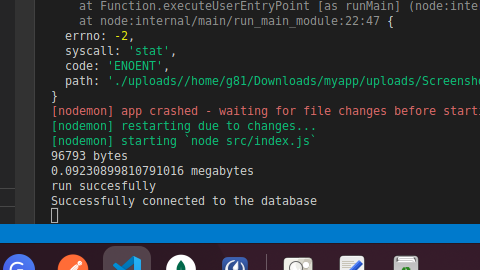 at Function.executeUserEntryPoint [as runMain] (node:inter
at node:internal/main/run_main_module:22:47 {
errno: -2,
syscall: 'stat',
code: 'ENOENT',
path: './uploads//home/g81/Downloads/myapp/uploads/Screensho
}
[nodemon] app crashed - waiting for file changes before starti
[nodemon] restarting due to changes...
[nodemon] starting `node src/index.js`
96793 bytes
0.09230899810791016 megabytes
run succesfully
Successfully connected to the database